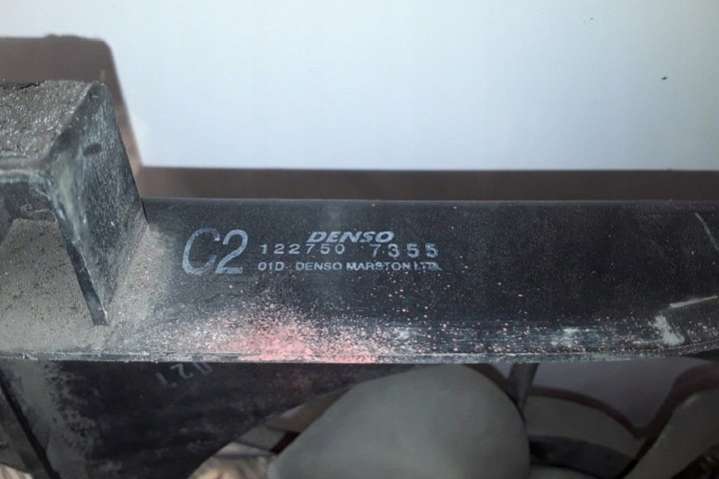 DENSO
C2 122750 7355
01D DENSO MARSTON LTD.